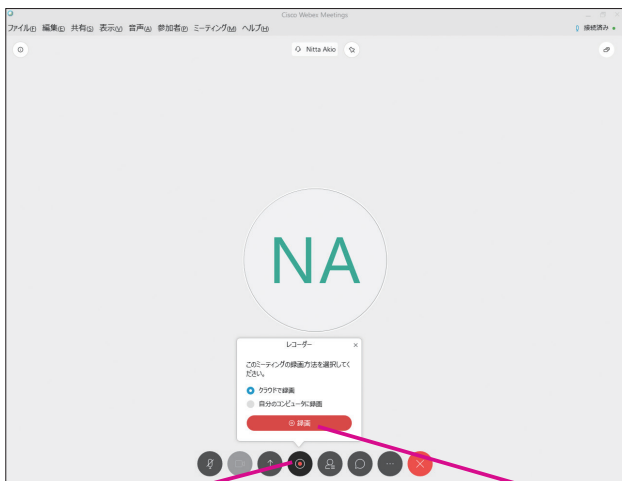 Cisco Webex Meetings
ファイル(F) 編集(E) 共有(S) 表示(V) 音声(A) 参加者(P) ミーティング(M) ヘルプ(H)
接続済み
Nitta Akio
NA
レコーダー ×
このミーティングの録画方法を選択してく
ださい。
クラウドで録画
自分のコンピュータに録画
録画